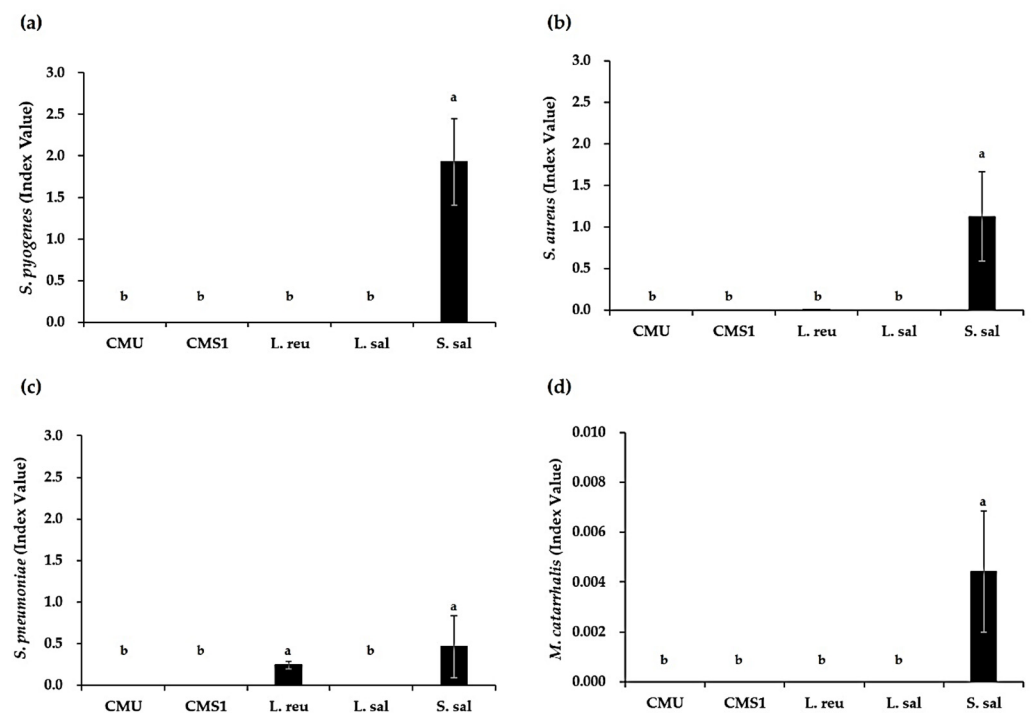 (a)
S. pyogenes (Index Value)
3.0
2.5
2.0
1.5
1.0
0.5
0.0
b
b
b
b
a
CMU
CMS1
L. reu
L. sal
S. sal
(b)
S. aureus (Index Value)
3.0
2.5
2.0
1.5
1.0
0.5
0.0
b
b
b
b
a
CMU
CMS1
L. reu
L. sal
S. sal
(c)
S. pneumoniae (Index Value)
3.0
2.5
2.0
1.5
1.0
0.5
0.0
b
b
a
b
a
CMU
CMS1
L. reu
L. sal
S. sal
(d)
M. catarrhalis (Index Value)
0.010
0.008
0.006
0.004
0.002
0.000
b
b
b
b
a
CMU
CMS1
L. reu
L. sal
S. sal